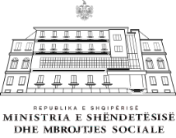 REPUBLIKA E SHQIPËRISË
MINISTRIA E SHËNDETËSISË
DHE MBROJTJES SOCIALE